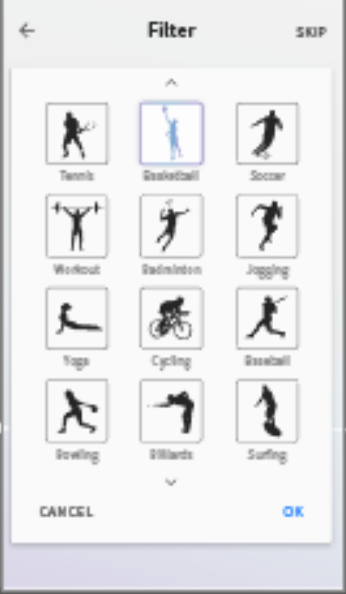 Filter SKIP
Tennis Basketball Soccer
Workout Badminton Jogging
Yoga Cycling Baseball
Bowling Billiards Surfing
CANCEL OK